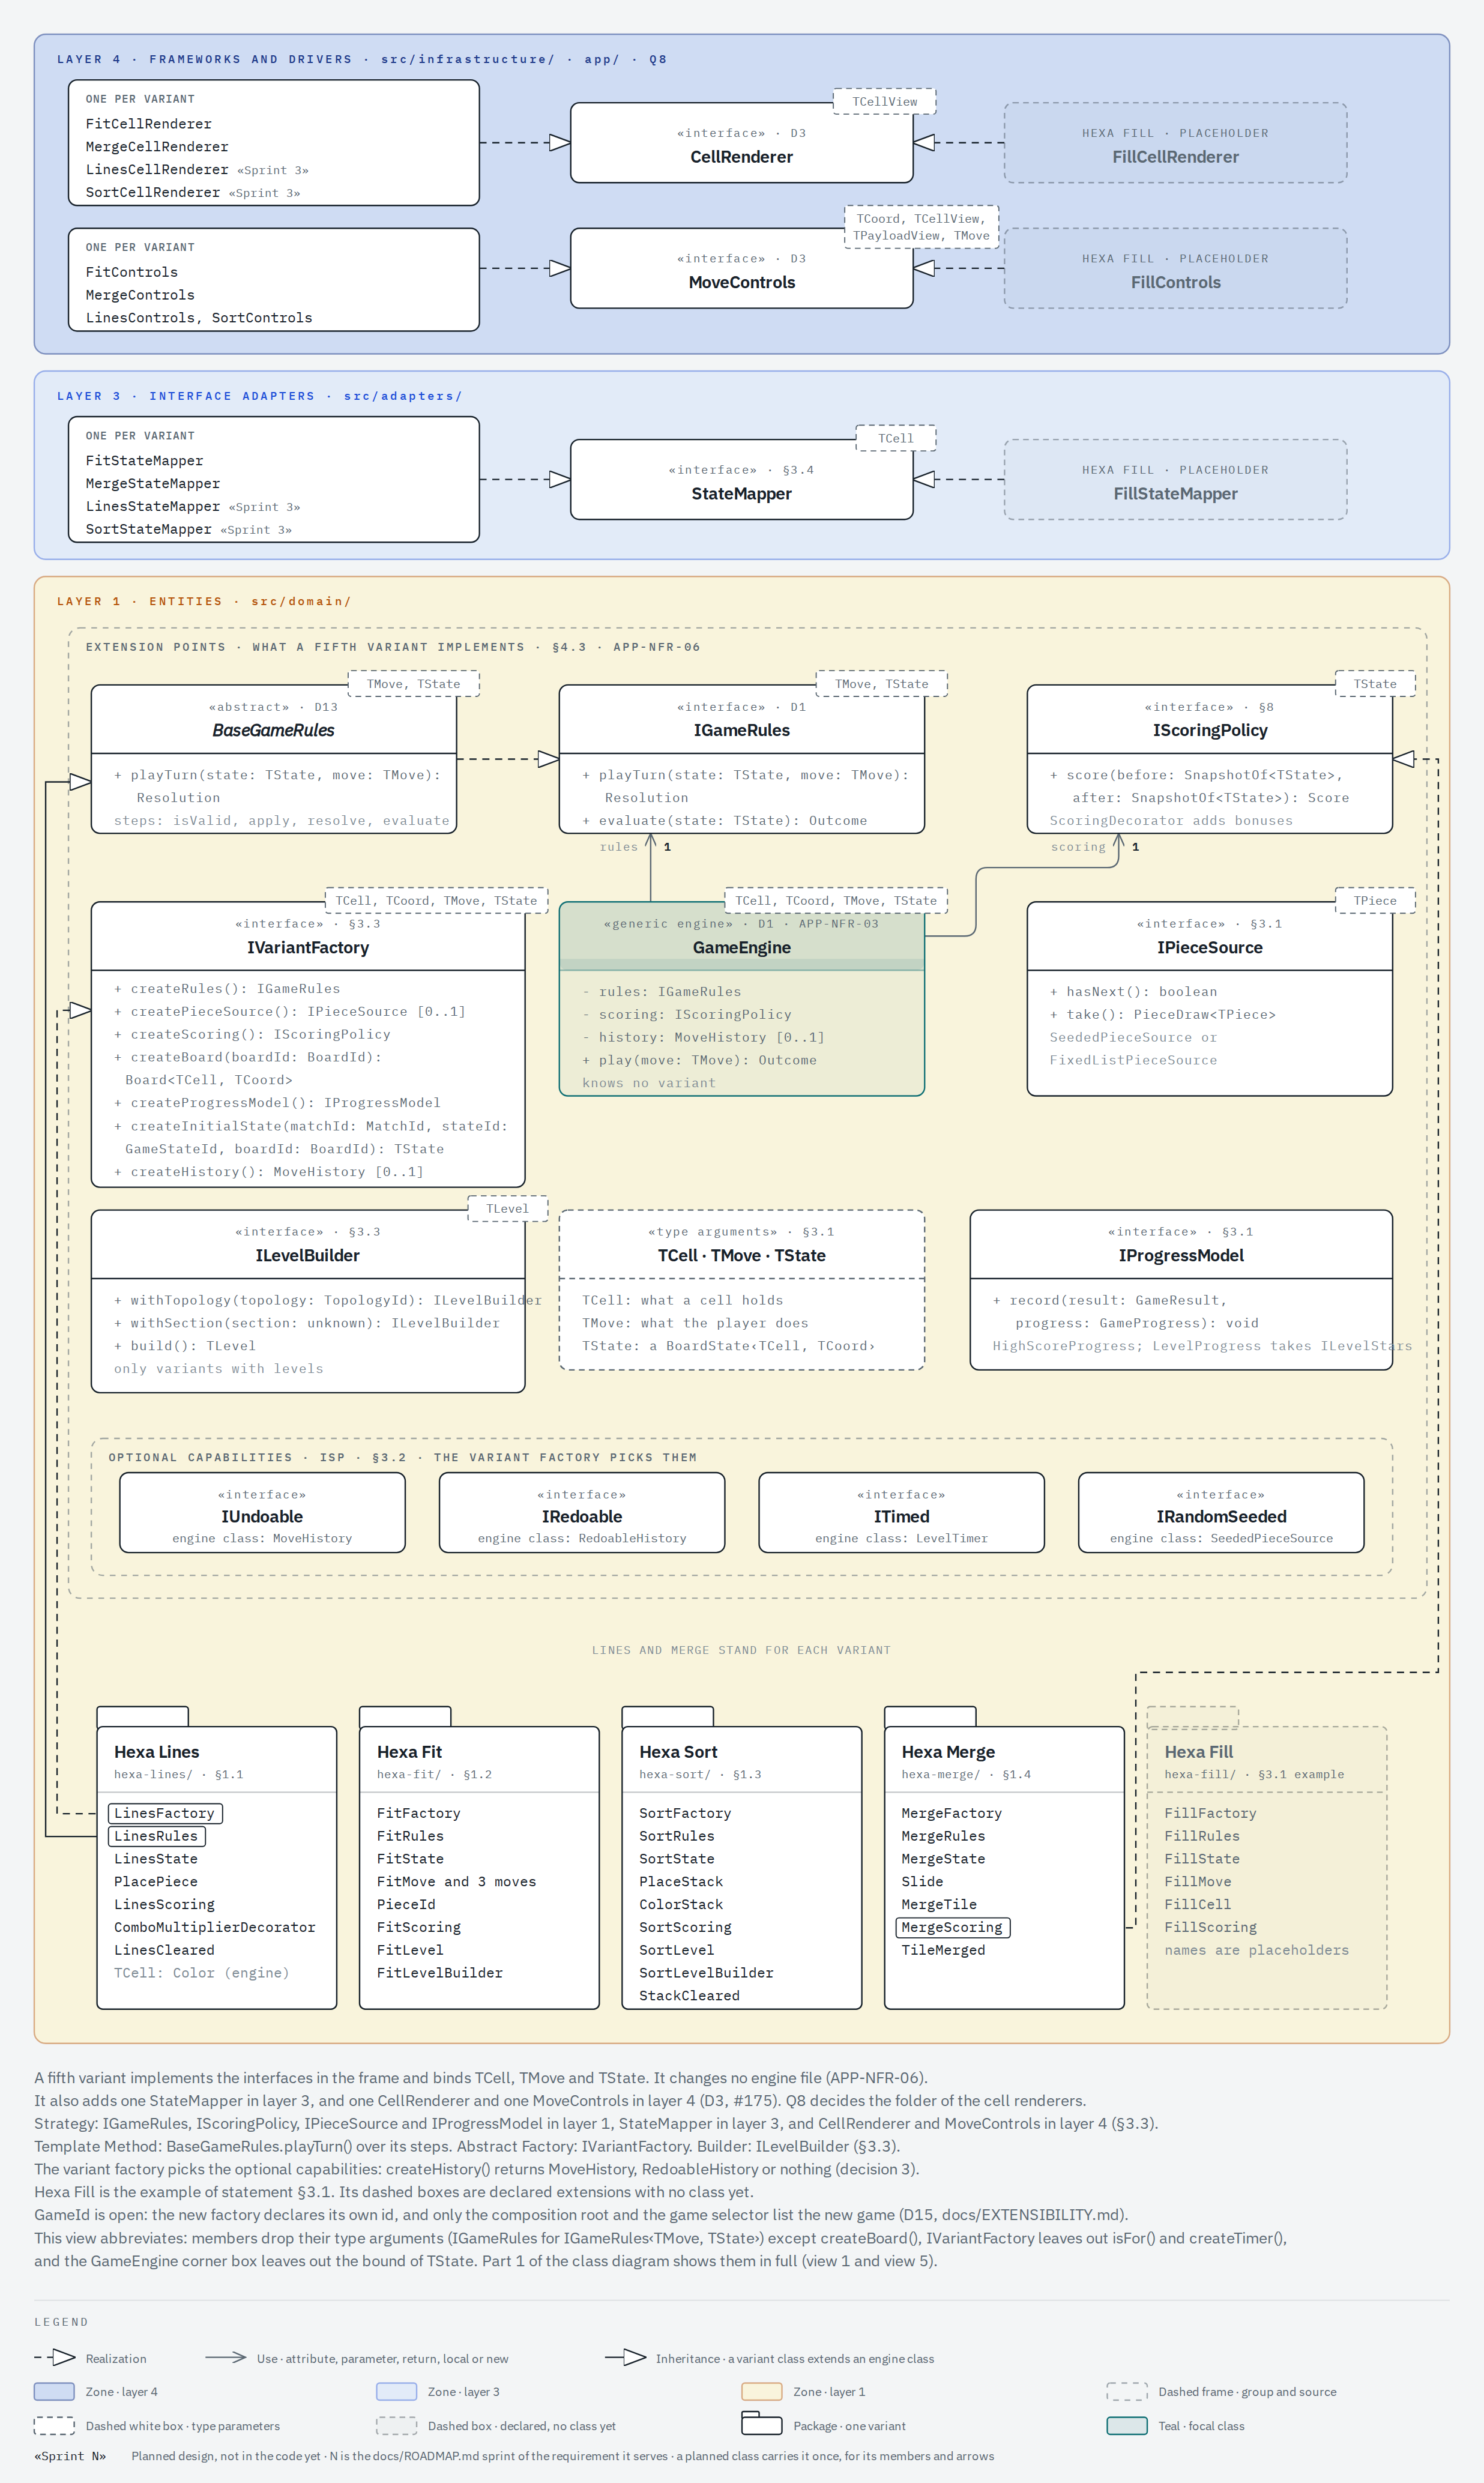 LAYER 4 · FRAMEWORKS AND DRIVERS · src/infrastructure/ · app/ · Q8
ONE PER VARIANT
FitCellRenderer
MergeCellRenderer
LinesCellRenderer «Sprint 3»
SortCellRenderer «Sprint 3»
TCellView
«interface» · D3
CellRenderer
HEXA FILL · PLACEHOLDER
FillCellRenderer
ONE PER VARIANT
FitControls
MergeControls
LinesControls, SortControls
TCoord, TCellView,
TPayloadView, TMove
«interface» · D3
MoveControls
HEXA FILL · PLACEHOLDER
FillControls
LAYER 3 · INTERFACE ADAPTERS · src/adapters/
ONE PER VARIANT
FitStateMapper
MergeStateMapper
LinesStateMapper «Sprint 3»
SortStateMapper «Sprint 3»
TCell
«interface» · §3.4
StateMapper
HEXA FILL · PLACEHOLDER
FillStateMapper
LAYER 1 · ENTITIES · src/domain/
EXTENSION POINTS · WHAT A FIFTH VARIANT IMPLEMENTS · §4.3 · APP-NFR-06
TMove, TState
«abstract» · D13
BaseGameRules
+ playTurn(state: TState, move: TMove):
Resolution
steps: isValid, apply, resolve, evaluate
TMove, TState
«interface» · D1
IGameRules
+ playTurn(state: TState, move: TMove):
Resolution
+ evaluate(state: TState): Outcome
TState
«interface» · §8
IScoringPolicy
+ score(before: SnapshotOf<TState>,
after: SnapshotOf<TState>): Score
ScoringDecorator adds bonuses
rules 1
scoring 1
TCell, TCoord, TMove, TState
«interface» · §3.3
IVariantFactory
+ createRules(): IGameRules
+ createPieceSource(): IPieceSource [0..1]
+ createScoring(): IScoringPolicy
+ createBoard(boardId: BoardId):
Board<TCell, TCoord>
+ createProgressModel(): IProgressModel
+ createInitialState(matchId: MatchId, stateId:
GameStateId, boardId: BoardId): TState
+ createHistory(): MoveHistory [0..1]
TCell, TCoord, TMove, TState
«generic engine» · D1 · APP-NFR-03
GameEngine
- rules: IGameRules
- scoring: IScoringPolicy
- history: MoveHistory [0..1]
+ play(move: TMove): Outcome
knows no variant
TPiece
«interface» · §3.1
IPieceSource
+ hasNext(): boolean
+ take(): PieceDraw<TPiece>
SeededPieceSource or
FixedListPieceSource
TLevel
«interface» · §3.3
ILevelBuilder
+ withTopology(topology: TopologyId): ILevelBuilder
+ withSection(section: unknown): ILevelBuilder
+ build(): TLevel
only variants with levels
«type arguments» · §3.1
TCell · TMove · TState
TCell: what a cell holds
TMove: what the player does
TState: a BoardState‹TCell, TCoord›
«interface» · §3.1
IProgressModel
+ record(result: GameResult,
progress: GameProgress): void
HighScoreProgress; LevelProgress takes ILevelStars
OPTIONAL CAPABILITIES · ISP · §3.2 · THE VARIANT FACTORY PICKS THEM
«interface»
IUndoable
engine class: MoveHistory
«interface»
IRedoable
engine class: RedoableHistory
«interface»
ITimed
engine class: LevelTimer
«interface»
IRandomSeeded
engine class: SeededPieceSource
LINES AND MERGE STAND FOR EACH VARIANT
Hexa Lines
hexa-lines/ · §1.1
LinesFactory
LinesRules
LinesState
PlacePiece
LinesScoring
ComboMultiplierDecorator
LinesCleared
TCell: Color (engine)
Hexa Fit
hexa-fit/ · §1.2
FitFactory
FitRules
FitState
FitMove and 3 moves
PieceId
FitScoring
FitLevel
FitLevelBuilder
Hexa Sort
hexa-sort/ · §1.3
SortFactory
SortRules
SortState
PlaceStack
ColorStack
SortScoring
SortLevel
SortLevelBuilder
StackCleared
Hexa Merge
hexa-merge/ · §1.4
MergeFactory
MergeRules
MergeState
Slide
MergeTile
MergeScoring
TileMerged
Hexa Fill
hexa-fill/ · §3.1 example
FillFactory
FillRules
FillState
FillMove
FillCell
FillScoring
names are placeholders
A fifth variant implements the interfaces in the frame and binds TCell, TMove and TState. It changes no engine file (APP-NFR-06).
It also adds one StateMapper in layer 3, and one CellRenderer and one MoveControls in layer 4 (D3, #175). Q8 decides the folder of the cell renderers.
Strategy: IGameRules, IScoringPolicy, IPieceSource and IProgressModel in layer 1, StateMapper in layer 3, and CellRenderer and MoveControls in layer 4 (§3.3).
Template Method: BaseGameRules.playTurn() over its steps. Abstract Factory: IVariantFactory. Builder: ILevelBuilder (§3.3).
The variant factory picks the optional capabilities: createHistory() returns MoveHistory, RedoableHistory or nothing (decision 3).
Hexa Fill is the example of statement §3.1. Its dashed boxes are declared extensions with no class yet.
GameId is open: the new factory declares its own id, and only the composition root and the game selector list the new game (D15, docs/EXTENSIBILITY.md).
This view abbreviates: members drop their type arguments (IGameRules for IGameRules‹TMove, TState›) except createBoard(), IVariantFactory leaves out isFor() and createTimer(),
and the GameEngine corner box leaves out the bound of TState. Part 1 of the class diagram shows them in full (view 1 and view 5).
LEGEND
Realization
Use · attribute, parameter, return, local or new
Inheritance · a variant class extends an engine class
Zone · layer 4
Zone · layer 3
Zone · layer 1
Dashed frame · group and source
Dashed white box · type parameters
Dashed box · declared, no class yet
Package · one variant
Teal · focal class
«Sprint N» Planned design, not in the code yet · N is the docs/ROADMAP.md sprint of the requirement it serves · a planned class carries it once, for its members and arrows